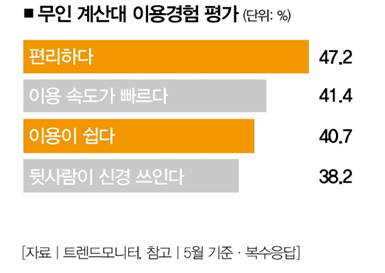 ■ 무인 계산대 이용경험 평가 (단위: %)
편리하다 47.2
이용 속도가 빠르다 41.4
이용이 쉽다 40.7
뒷사람이 신경 쓰인다 38.2
[자료 | 트렌드모니터, 참고 | 5월 기준 · 복수응답]